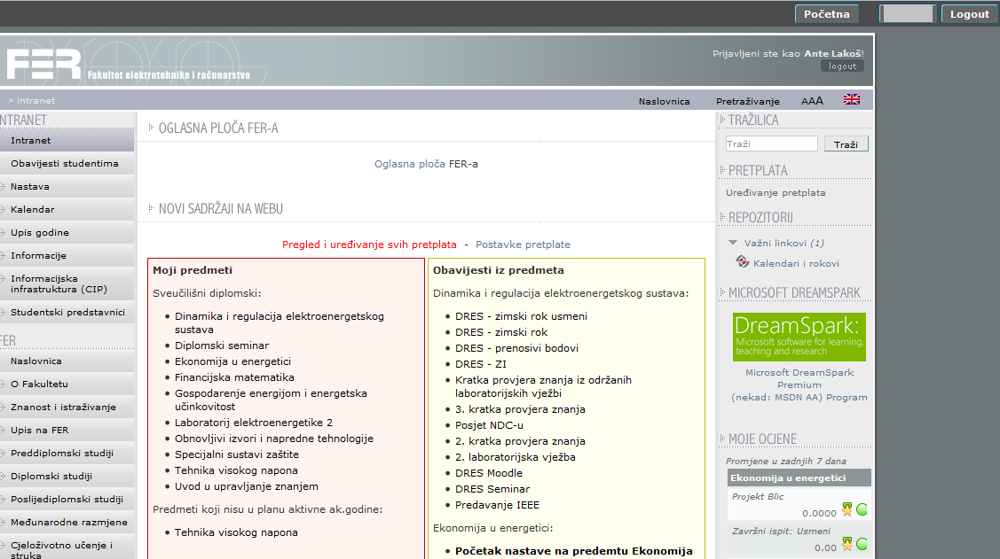 Početna
Logout
FER
Fakultet elektrotehnike i računarstva
Prijavljeni ste kao Ante Lakoš!
logout
» intranet
Naslovnica
Pretraživanje
AAA
NTRANET
Intranet
Obavijesti studentima
Nastava
Kalendar
Upis godine
Informacije
Informacijska
infrastruktura (CIP)
Studentski predstavnici
FER
Naslovnica
O Fakultetu
Znanost i istraživanje
Upis na FER
Preddiplomski studiji
Diplomski studiji
Poslijediplomski studiji
Međunarodne razmjene
Cjeloživotno učenje i
struka
OGLASNA PLOČA FER-A
Oglasna ploča FER-a
NOVI SADRŽAJI NA WEBU
Pregled i uređivanje svih pretplata - Postavke pretplate
Moji predmeti
Sveučilišni diplomski:
Dinamika i regulacija elektroenergetskog
sustava
Diplomski seminar
Ekonomija u energetici
Financijska matematika
Gospodarenje energijom i energetska
učinkovitost
Laboratorij elektroenergetike 2
Obnovljivi izvori i napredne tehnologije
Specijalni sustavi zaštite
Tehnika visokog napona
Uvod u upravljanje znanjem
Predmeti koji nisu u planu aktivne ak.godine:
Tehnika visokog napona
Obavijesti iz predmeta
Dinamika i regulacija elektroenergetskog sustava:
DRES - zimski rok usmeni
DRES - zimski rok
DRES - prenosivi bodovi
DRES - ZI
Kratka provjera znanja iz održanih
laboratorijskih vježbi
3. kratka provjera znanja
Posjet NDC-u
2. kratka provjera znanja
2. laboratorijska vježba
DRES Moodle
DRES Seminar
Predavanje IEEE
Ekonomija u energetici:
Početak nastave na predemtu Ekonomija
TRAŽILICA
Traži
Traži
PRETPLATA
Uređivanje pretplata
REPOZITORIJ
Važni linkovi (1)
Kalendari i rokovi
MICROSOFT DREAMSPARK
DreamSpark:
Microsoft software for learning,
teaching and research
Microsoft DreamSpark
Premium
(nekad: MSDN AA) Program
MOJE OCJENE
Promjene u zadnjih 7 dana
Ekonomija u energetici
Projekt Blic
0.0000
Završni ispit: Usmeni
0.00